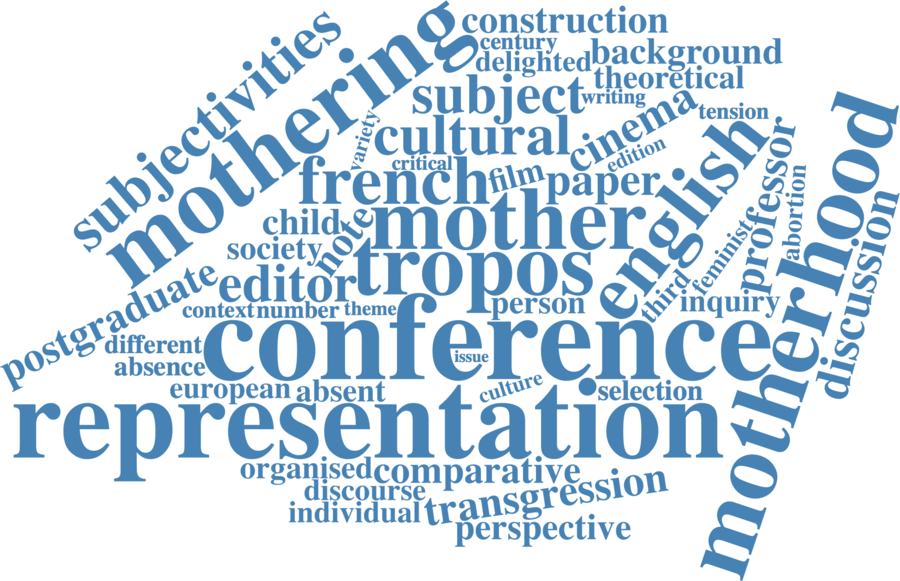 construction
century
delighted
background
theoretical
subjectivities
mothering
subject
writing
tension
cultural
variety
critical
cinema
edition
french
film
paper
english
professor
motherhood
child
note
mother
abortion
society
feminist
discussion
editor
tropos
third
postgraduate
context
number
theme
person
inquiry
different
conference
absence
issue
european
absent
culture
selection
representation
organised
comparative
discourse
transgression
individual
perspective